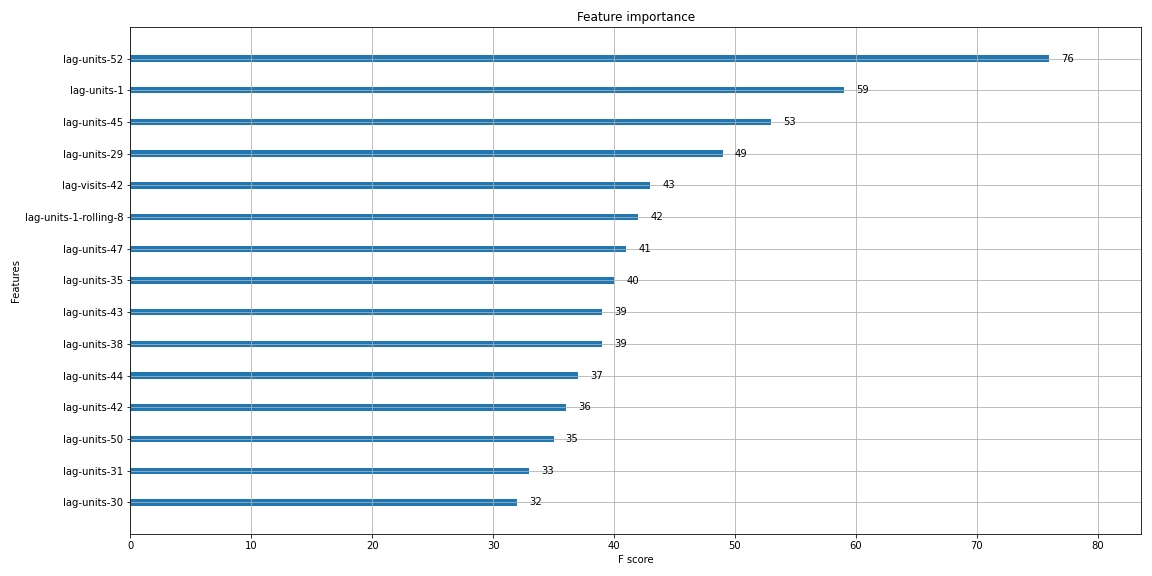 Feature importance
lag-units-52 76
lag-units-1 59
lag-units-45 53
lag-units-29 49
lag-visits-42 43
lag-units-1-rolling-8 42
lag-units-47 41
lag-units-35 40
lag-units-43 39
lag-units-38 39
lag-units-44 37
lag-units-42 36
lag-units-50 35
lag-units-31 33
lag-units-30 32
Features
0 10 20 30 40 50 60 70 80
F score